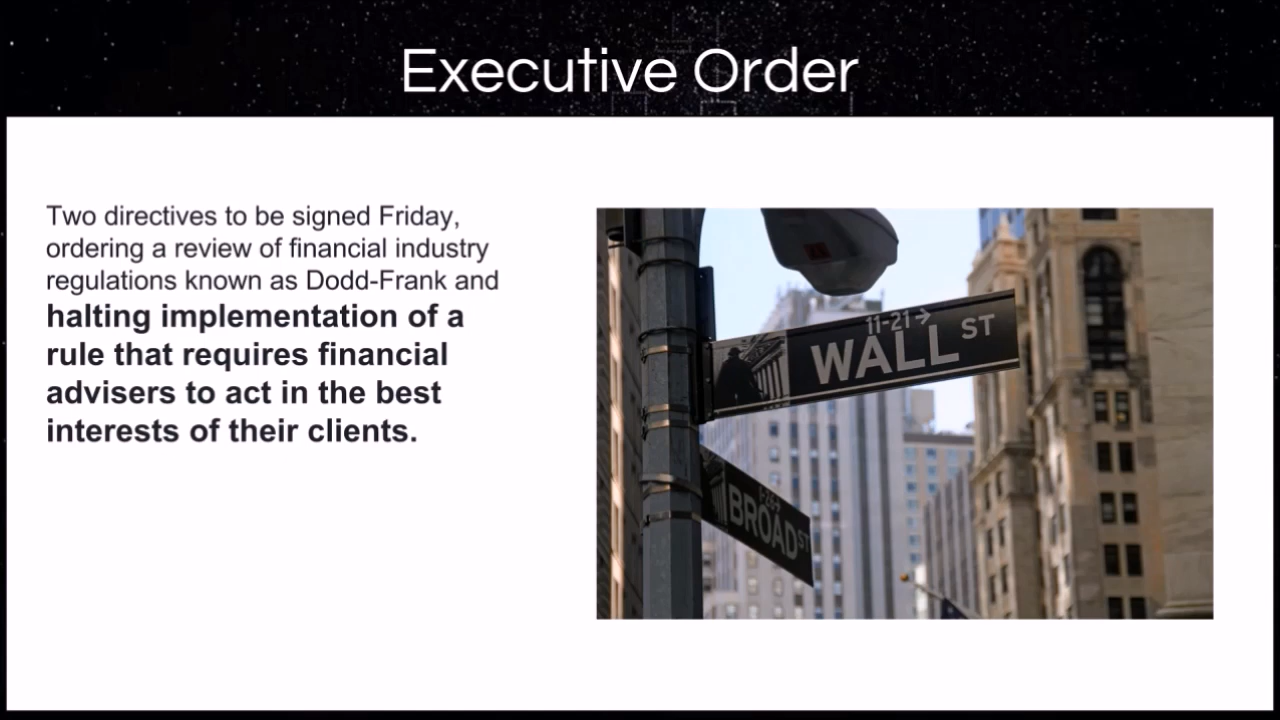 Executive Order
Two directives to be signed Friday,
ordering a review of financial industry
regulations known as Dodd-Frank and
halting implementation of a
rule that requires financial
advisers to act in the best
interests of their clients.
11-21→
WALL ST
BROAD ST